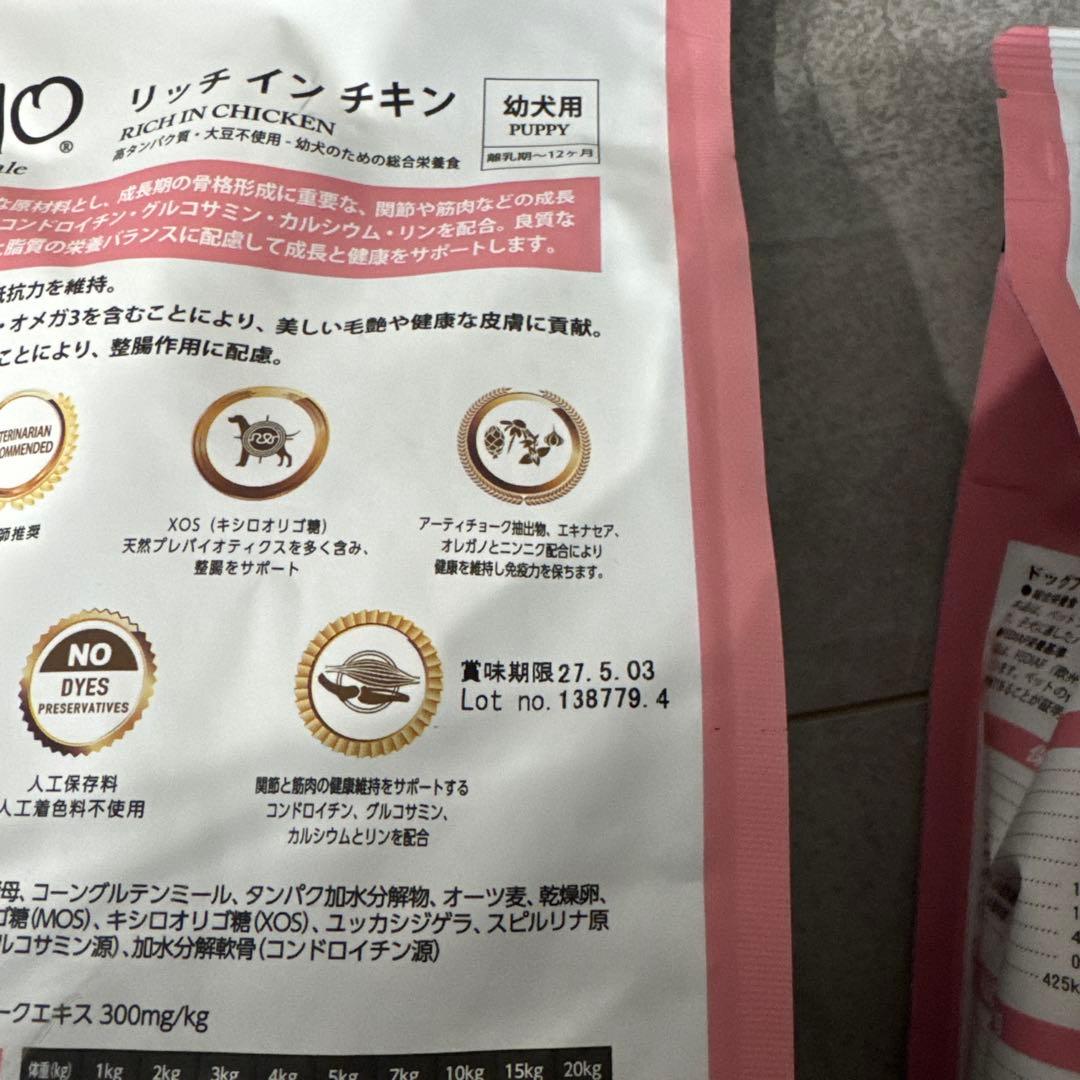 リッチ イン チキン
RICH IN CHICKEN
高タンパク質・大豆不使用 - 幼犬のための総合栄養食
幼犬用
PUPPY
離乳期〜12ヶ月
な原材料とし、成長期の骨格形成に重要な、関節や筋肉などの成長
コンドロイチン・グルコサミン・カルシウム・リンを配合。良質な
脂質の栄養バランスに配慮して成長と健康をサポートします。
抵抗力を維持。
・オメガ3を含むことにより、美しい毛艶や健康な皮膚に貢献。
ことにより、整腸作用に配慮。
師推奨
XOS（キシロオリゴ糖）
天然プレバイオティクスを多く含み、
整腸をサポート
アーティチョーク抽出物、エキナセア、
オレガノとニンニク配合により
健康を維持し免疫力を保ちます。
NO
DYES
PRESERVATIVES
人工保存料
人工着色料不使用
関節と筋肉の健康維持をサポートする
コンドロイチン、グルコサミン、
カルシウムとリンを配合
賞味期限27.5.03
Lot no.138779.4
母、コーングルテンミール、タンパク加水分解物、オーツ麦、乾燥卵、
ゴ糖（MOS）、キシロオリゴ糖（XOS）、ユッカシジゲラ、スピルリナ原
ルコサミン源）、加水分解軟骨（コンドロイチン源）
ークエキス 300mg/kg
体重(kg) 1kg 2kg 3kg 4kg 5kg 7kg 10kg 15kg 20kg
ドッグフ
425k